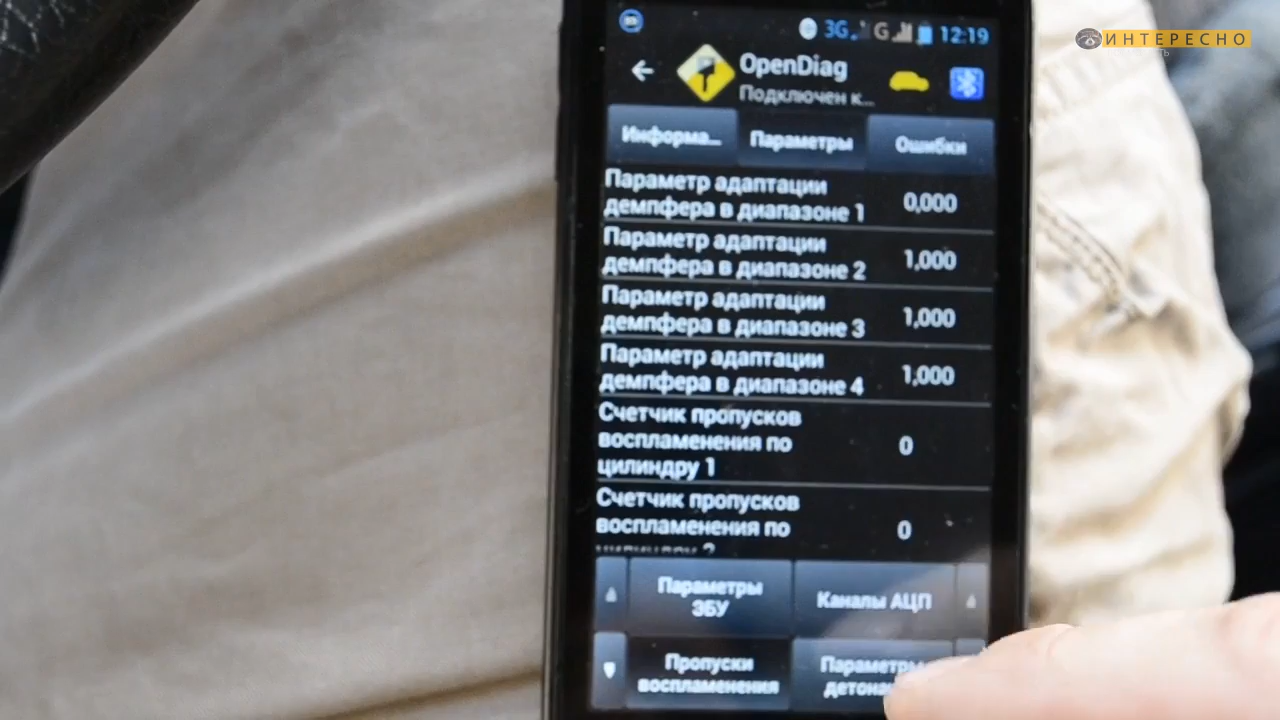 3G G 12:19
ИНТЕРЕСНО
OpenDiag
Подключен к...
Информа... Параметры Ошибки
Параметр адаптации
демпфера в диапазоне 1 0,000
Параметр адаптации
демпфера в диапазоне 2 1,000
Параметр адаптации
демпфера в диапазоне 3 1,000
Параметр адаптации
демпфера в диапазоне 4 1,000
Счетчик пропусков
воспламенения по 0
цилиндру 1
Счетчик пропусков
воспламенения по 0
Параметры
ЭБУ
Каналы АЦП
Пропуски
воспламенения
Параметры